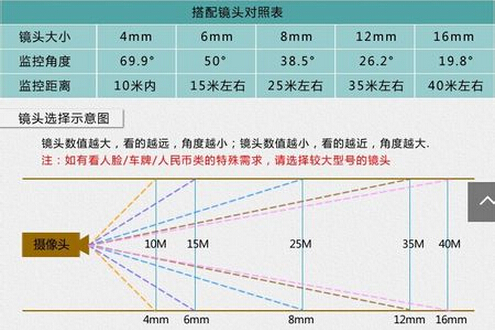 搭配镜头对照表
镜头大小 4mm 6mm 8mm 12mm 16mm
监控角度 69.9° 50° 38.5° 26.2° 19.8°
监控距离 10米内 15米左右 25米左右 35米左右 40米左右
镜头选择示意图
镜头数值越大，看的越远，角度越小；镜头数值越小，看的越近，角度越大.
注：如有看人脸/车牌/人民币类的特殊需求，请选择较大型号的镜头
摄像头 10M 15M 25M 35M 40M
4mm 6mm 8mm 12mm 16mm